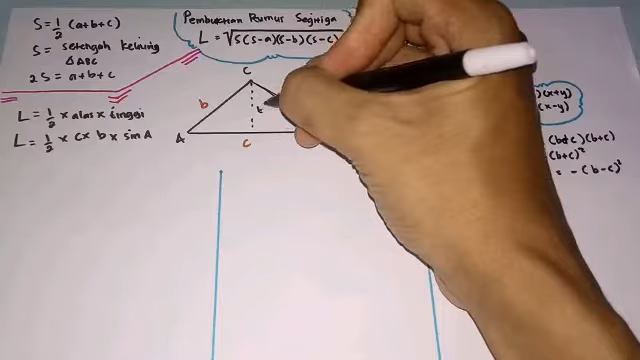 S = 1/2 (a+b+c)
S = setengah keliling
ΔABC
2S = a+b+c
Pembuktian Rumus Segitiga
L = √S(S-a)(S-b)(S-c)
L = 1/2 x alas x tinggi
L = 1/2 x c x b x sin A
C
b
t
A
c
)(x+y)
(x-y)
(b+c)(b+c)
(b+c)²
= -(b-c)²